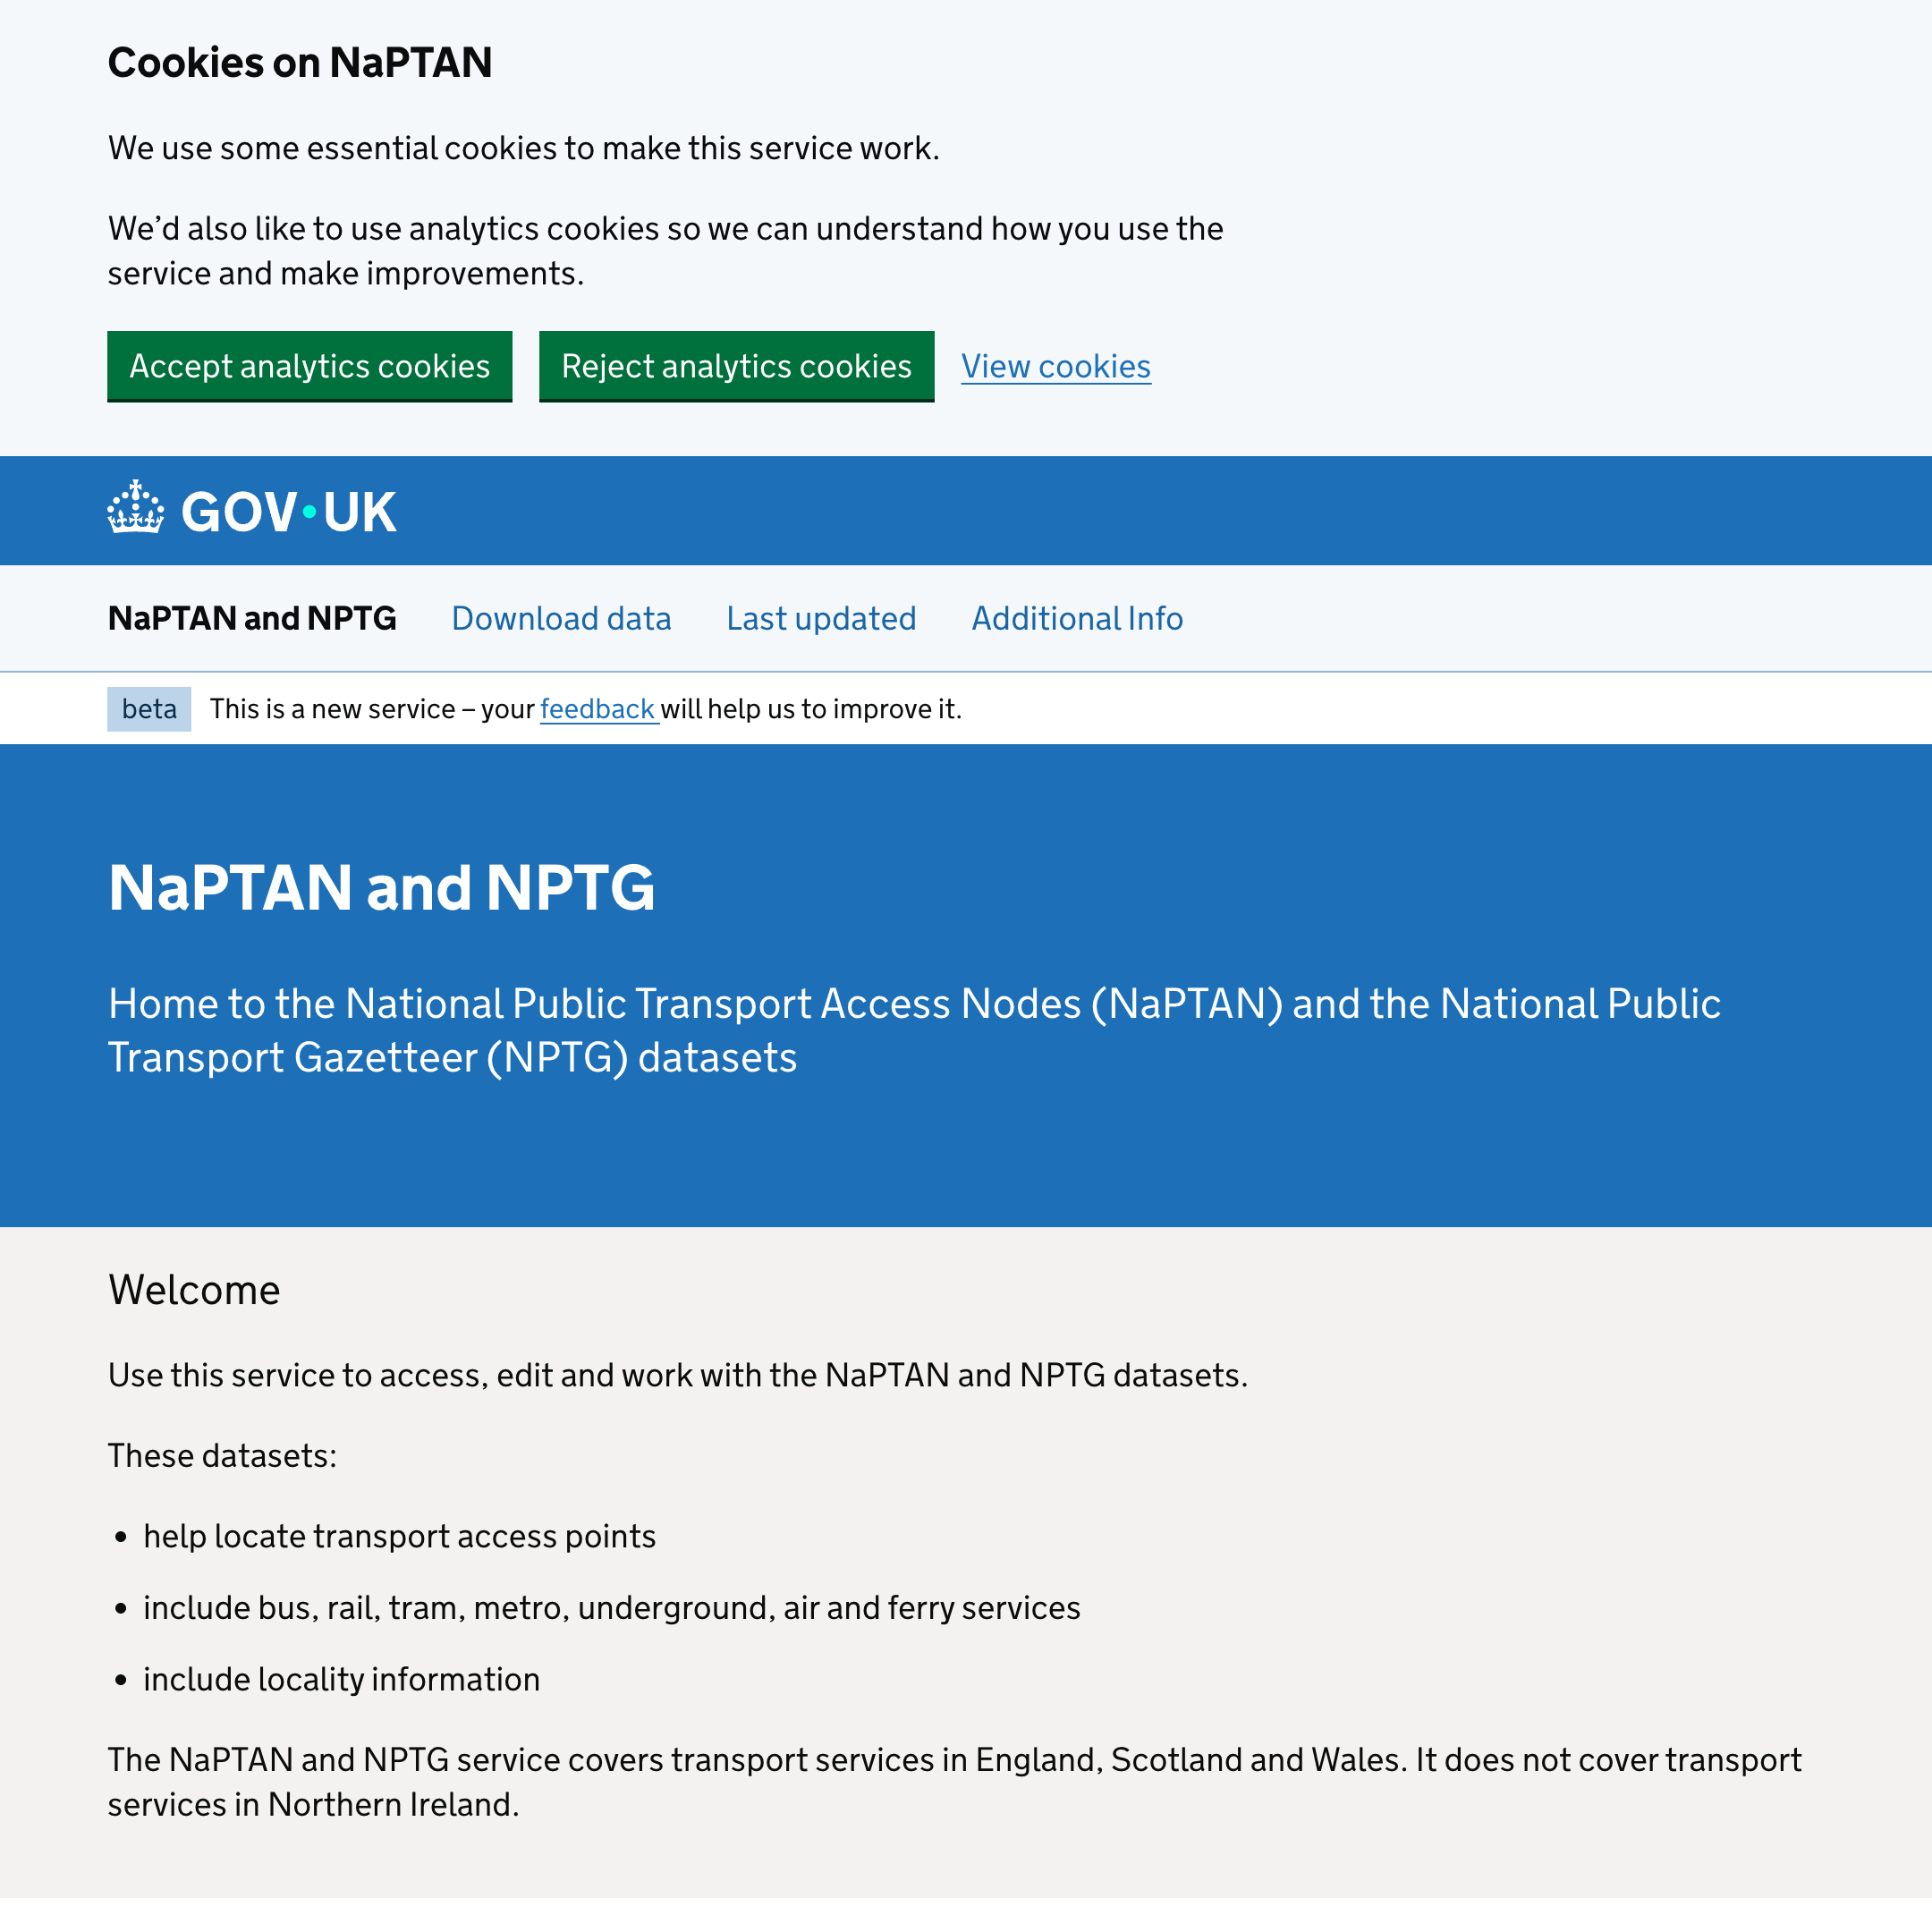 Cookies on NaPTAN
We use some essential cookies to make this service work.
We’d also like to use analytics cookies so we can understand how you use the
service and make improvements.
Accept analytics cookies Reject analytics cookies View cookies
GOV·UK
NaPTAN and NPTG Download data Last updated Additional Info
beta This is a new service – your feedback will help us to improve it.
NaPTAN and NPTG
Home to the National Public Transport Access Nodes (NaPTAN) and the National Public
Transport Gazetteer (NPTG) datasets
Welcome
Use this service to access, edit and work with the NaPTAN and NPTG datasets.
These datasets:
• help locate transport access points
• include bus, rail, tram, metro, underground, air and ferry services
• include locality information
The NaPTAN and NPTG service covers transport services in England, Scotland and Wales. It does not cover transport
services in Northern Ireland.